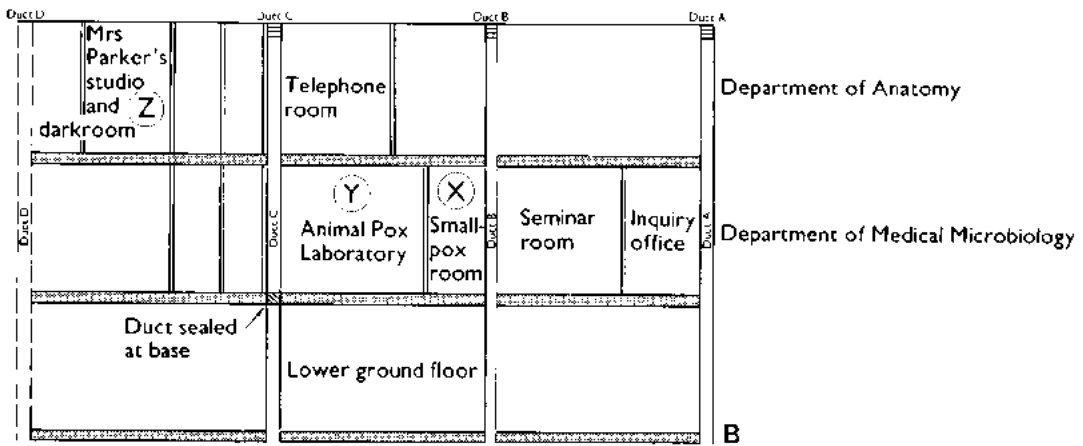 Duct D
Duct C
Duct B
Duct A
Mrs
Parker's
studio
and
darkroom
Z
Telephone
room
Department of Anatomy
Duct D
Duct C
Y
Animal Pox
Laboratory
X
Small-
pox
room
Duct B
Seminar
room
Inquiry
office
Duct A
Department of Medical Microbiology
Duct sealed
at base
Lower ground floor
B